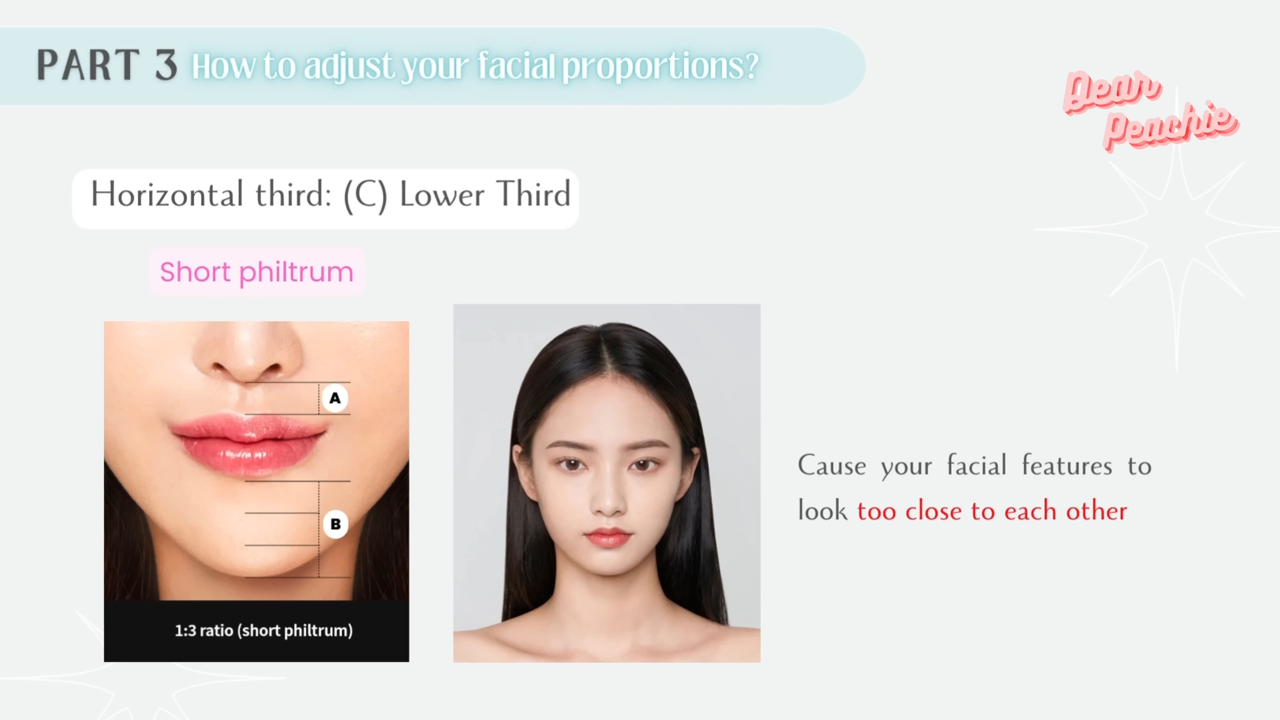 PART 3 How to adjust your facial proportions?
Dear
Peachie
Horizontal third: (C) Lower Third
Short philtrum
A
B
1:3 ratio (short philtrum)
Cause your facial features to
look too close to each other